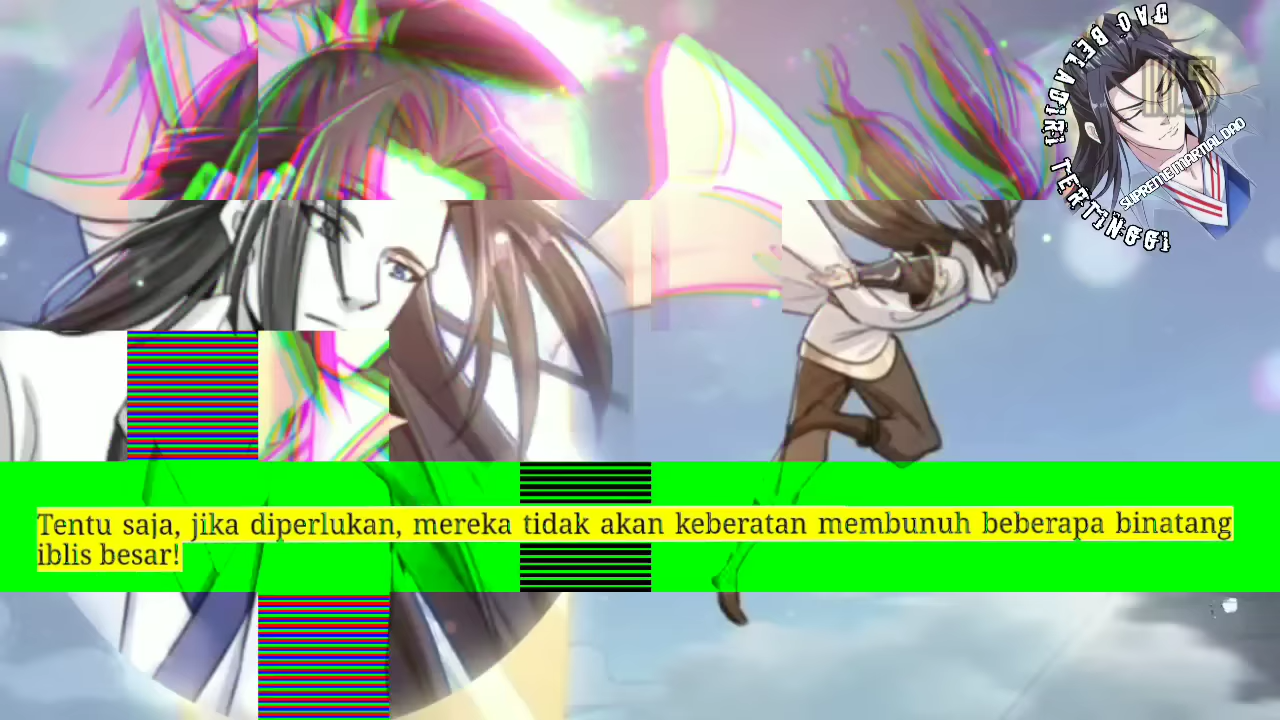 DAO BELADIRI TERTINGGI
SUPREME MARTIAL DAO
Tentu saja, jika diperlukan, mereka tidak akan keberatan membunuh beberapa binatang
iblis besar!